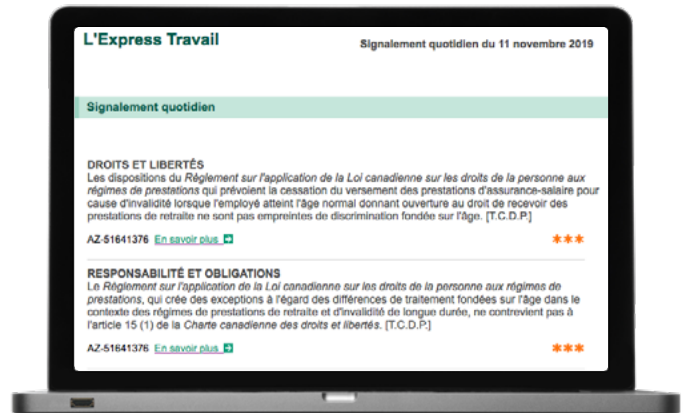 L'Express Travail
Signalement quotidien du 11 novembre 2019
Signalement quotidien
DROITS ET LIBERTÉS
Les dispositions du Règlement sur l'application de la Loi canadienne sur les droits de la personne aux
régimes de prestations qui prévoient la cessation du versement des prestations d'assurance-salaire pour
cause d'invalidité lorsque l'employé atteint l'âge normal donnant ouverture au droit de recevoir des
prestations de retraite ne sont pas empreintes de discrimination fondée sur l'âge. [T.C.D.P.]
AZ-51641376 En savoir plus
RESPONSABILITÉ ET OBLIGATIONS
Le Règlement sur l'application de la Loi canadienne sur les droits de la personne aux régimes de
prestations, qui crée des exceptions à l'égard des différences de traitement fondées sur l'âge dans le
contexte des régimes de prestations de retraite et d'invalidité de longue durée, ne contrevient pas à
l'article 15 (1) de la Charte canadienne des droits et libertés. [T.C.D.P.]
AZ-51641376 En savoir plus